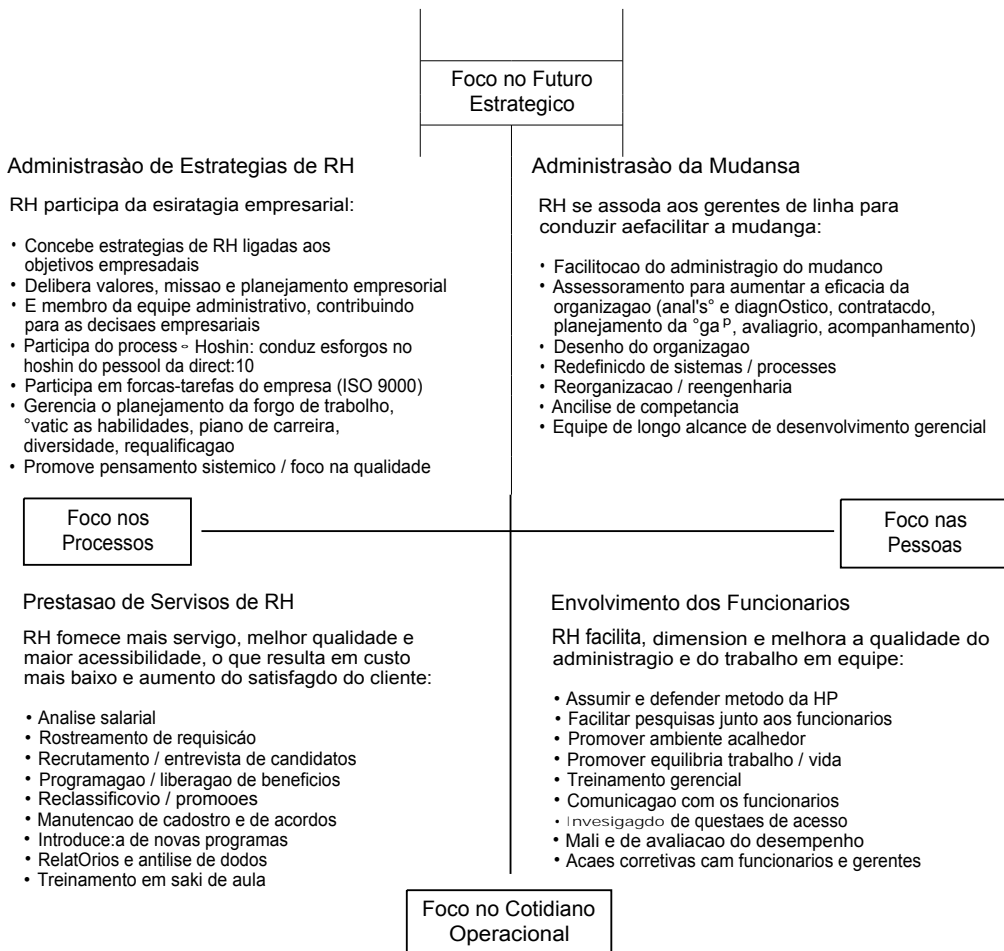 Foco no Futuro
Estrategico
Administrasào de Estrategias de RH
RH participa da esiratagia empresarial:
• Concebe estrategias de RH ligadas aos
objetivos empresadais
• Delibera valores, missao e planejamento empresorial
• E membro da equipe administrativo, contribuindo
para as decisaes empresariais
• Participa do process - Hoshin: conduz esforgos no
hoshin do pessool da direct:10
• Participa em forcas-tarefas do empresa (ISO 9000)
• Gerencia o planejamento da forgo de trabolho,
°vatic as habilidades, piano de carreira,
diversidade, requalificagao
• Promove pensamento sistemico / foco na qualidade
Administrasào da Mudansa
RH se assoda aos gerentes de linha para
conduzir aefacilitar a mudanga:
• Facilitocao do administragio do mudanco
• Assessoramento para aumentar a eficacia da
organizagao (anal's° e diagnOstico, contratacdo,
planejamento da °ga p, avaliagrio, acompanhamento)
• Desenho do organizagao
• Redefinicdo de sistemas / processes
• Reorganizacao / reengenharia
• Ancilise de competancia
• Equipe de longo alcance de desenvolvimento gerencial
Foco nos
Processos
Foco nas
Pessoas
Prestasao de Servisos de RH
RH fomece mais servigo, melhor qualidade e
maior acessibilidade, o que resulta em custo
mais baixo e aumento do satisfagdo do cliente:
• Analise salarial
• Rostreamento de requisicáo
• Recrutamento / entrevista de candidatos
• Programagao / liberagao de beneficios
• Reclassificovio / promooes
• Manutencao de cadostro e de acordos
• Introduce:a de novas programas
• RelatOrios e antilise de dodos
• Treinamento em saki de aula
Envolvimento dos Funcionarios
RH facilita, dimension e melhora a qualidade do
administragio e do trabalho em equipe:
• Assumir e defender metodo da HP
• Facilitar pesquisas junto aos funcionarios
• Promover ambiente acalhedor
• Promover equilibria trabalho / vida
• Treinamento gerencial
• Comunicagao com os funcionarios
• Invesigagdo de questaes de acesso
• Mali e de avaliacao do desempenho
• Acaes corretivas cam funcionarios e gerentes
Foco no Cotidiano
Operacional